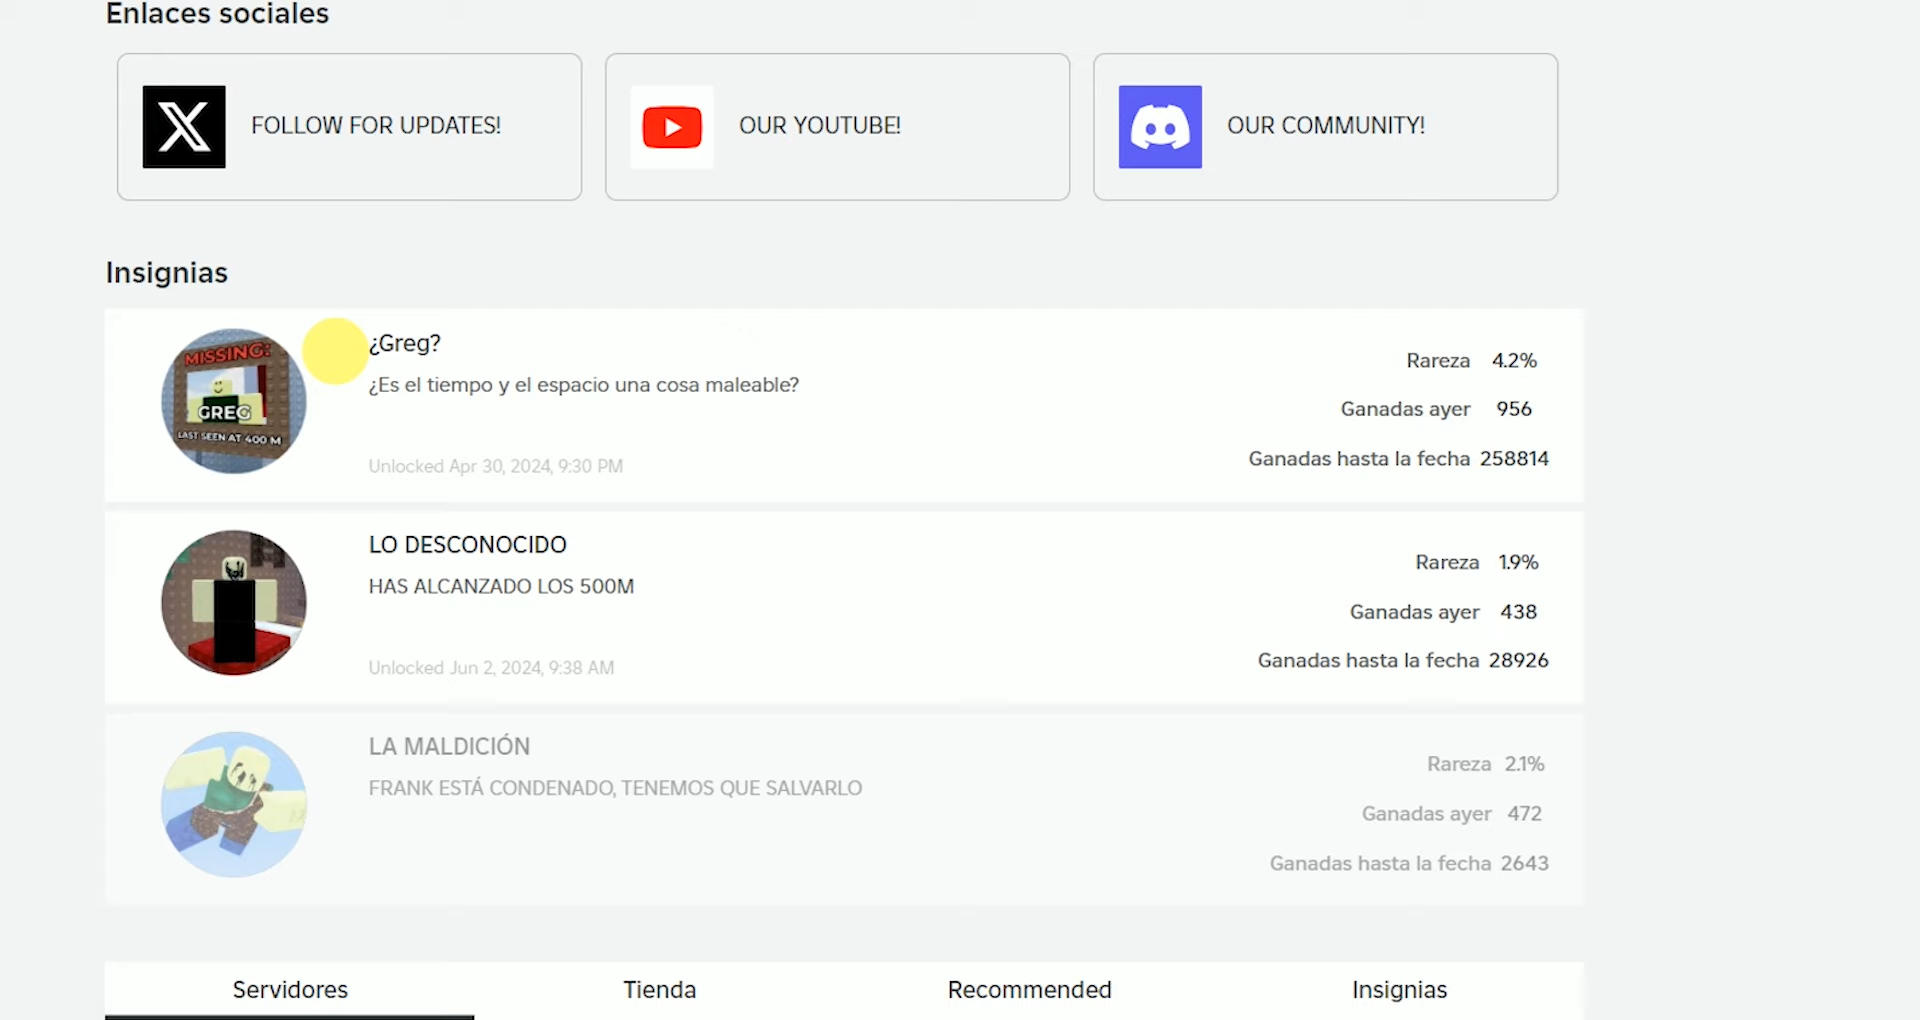 Enlaces sociales
FOLLOW FOR UPDATES!
OUR YOUTUBE!
OUR COMMUNITY!
Insignias
MISSING:
GREG
LAST SEEN AT 400 M
¿Greg?
¿Es el tiempo y el espacio una cosa maleable?
Unlocked Apr 30, 2024, 9:30 PM
Rareza 4.2%
Ganadas ayer 956
Ganadas hasta la fecha 258814
LO DESCONOCIDO
HAS ALCANZADO LOS 500M
Unlocked Jun 2, 2024, 9:38 AM
Rareza 1.9%
Ganadas ayer 438
Ganadas hasta la fecha 28926
LA MALDICIÓN
FRANK ESTÁ CONDENADO, TENEMOS QUE SALVARLO
Rareza 2.1%
Ganadas ayer 472
Ganadas hasta la fecha 2643
Servidores
Tienda
Recommended
Insignias